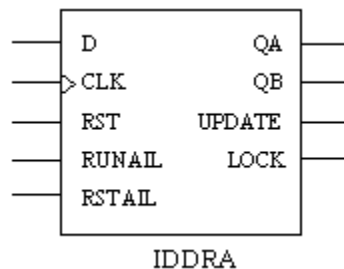 D QA
CLK QB
RST UPDATE
RUNAIL LOCK
RSTAIL
IDDRA